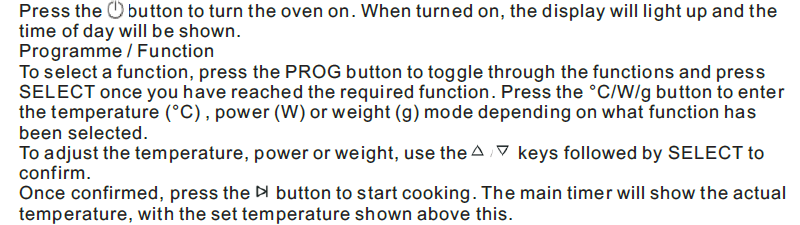 Press the ⏻ button to turn the oven on. When turned on, the display will light up and the
time of day will be shown.
Programme / Function
To select a function, press the PROG button to toggle through the functions and press
SELECT once you have reached the required function. Press the °C/W/g button to enter
the temperature (°C) , power (W) or weight (g) mode depending on what function has
been selected.
To adjust the temperature, power or weight, use the △ / ▽ keys followed by SELECT to
confirm.
Once confirmed, press the ▷| button to start cooking. The main timer will show the actual
temperature, with the set temperature shown above this.